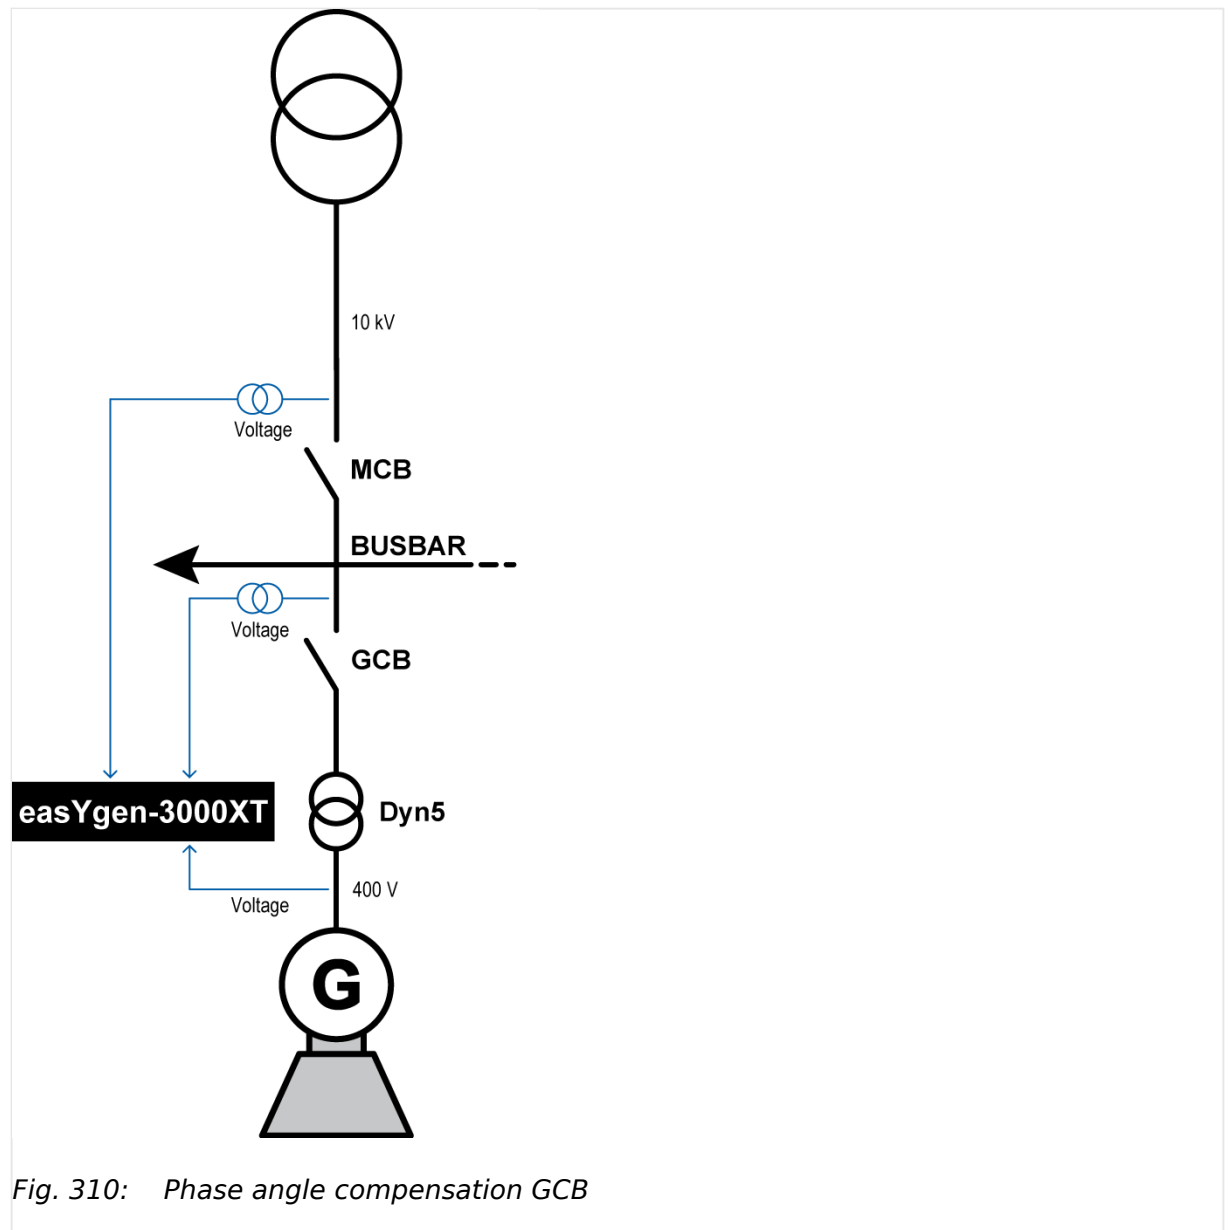 10 kV
Voltage
MCB
BUSBAR
Voltage
GCB
easYgen-3000XT
Dyn5
400 V
Voltage
G
Fig. 310: Phase angle compensation GCB